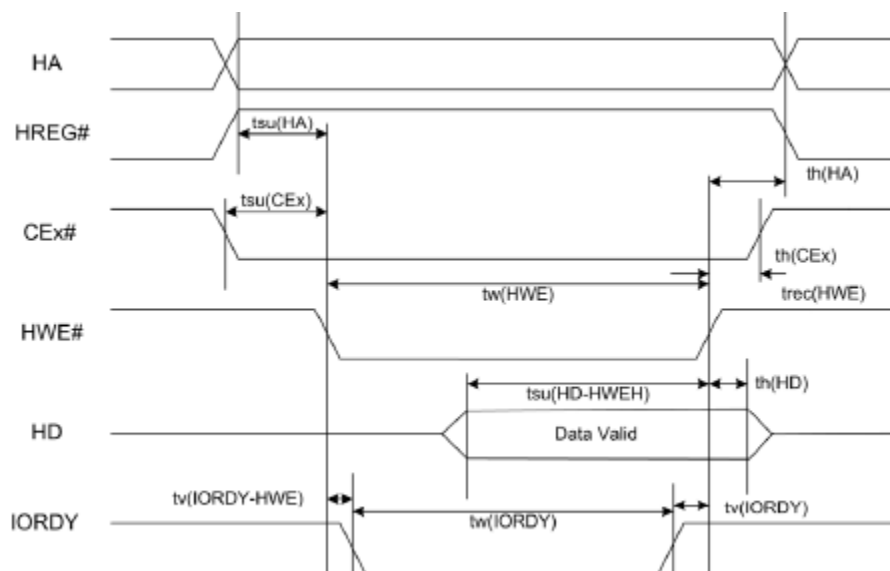 HA
HREG#
tsu(HA)
th(HA)
tsu(CEx)
CEx#
th(CEx)
tw(HWE)
trec(HWE)
HWE#
tsu(HD-HWEH)
th(HD)
HD
Data Valid
tv(IORDY-HWE)
tw(IORDY)
tv(IORDY)
IORDY